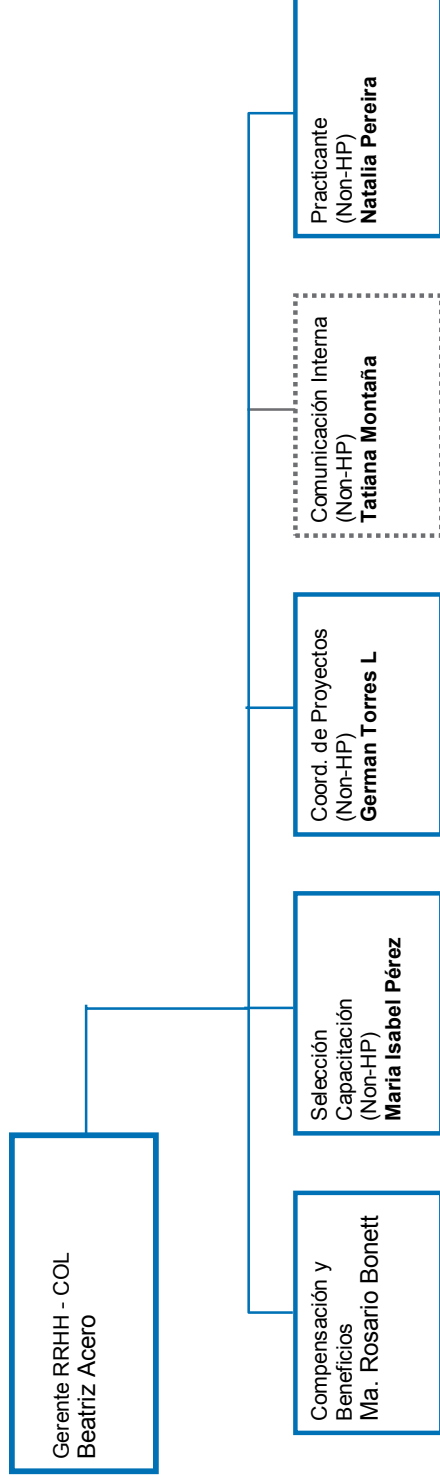 Gerente RRHH - COL
Beatriz Acero
Compensación y
Beneficios
Ma. Rosario Bonett
Selección
Capacitación
(Non-HP)
Maria Isabel Pérez
Coord. de Proyectos
(Non-HP)
German Torres L
Comunicación Interna
(Non-HP)
Tatiana Montaña
Practicante
(Non-HP)
Natalia Pereira